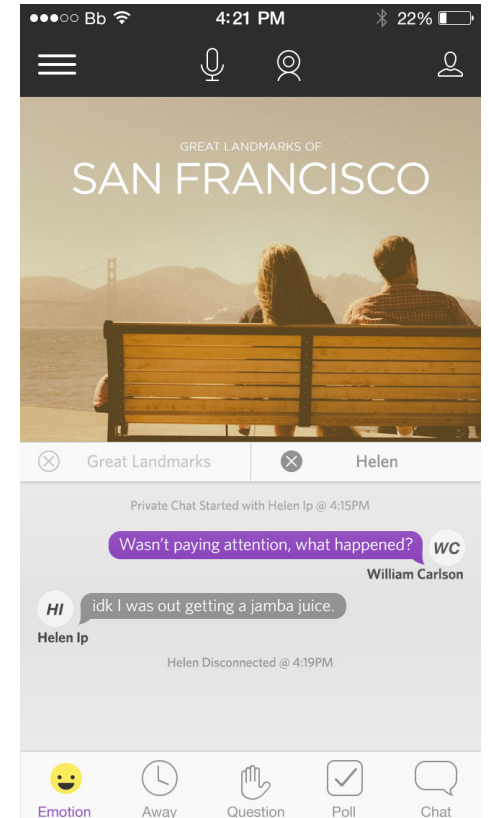 Bb 4:21 PM 22%
GREAT LANDMARKS OF
SAN FRANCISCO
Great Landmarks Helen
Private Chat Started with Helen Ip @ 4:15PM
Wasn't paying attention, what happened?
WC
William Carlson
HI
idk I was out getting a jamba juice.
Helen Ip
Helen Disconnected @ 4:19PM
Emotion Away Question Poll Chat